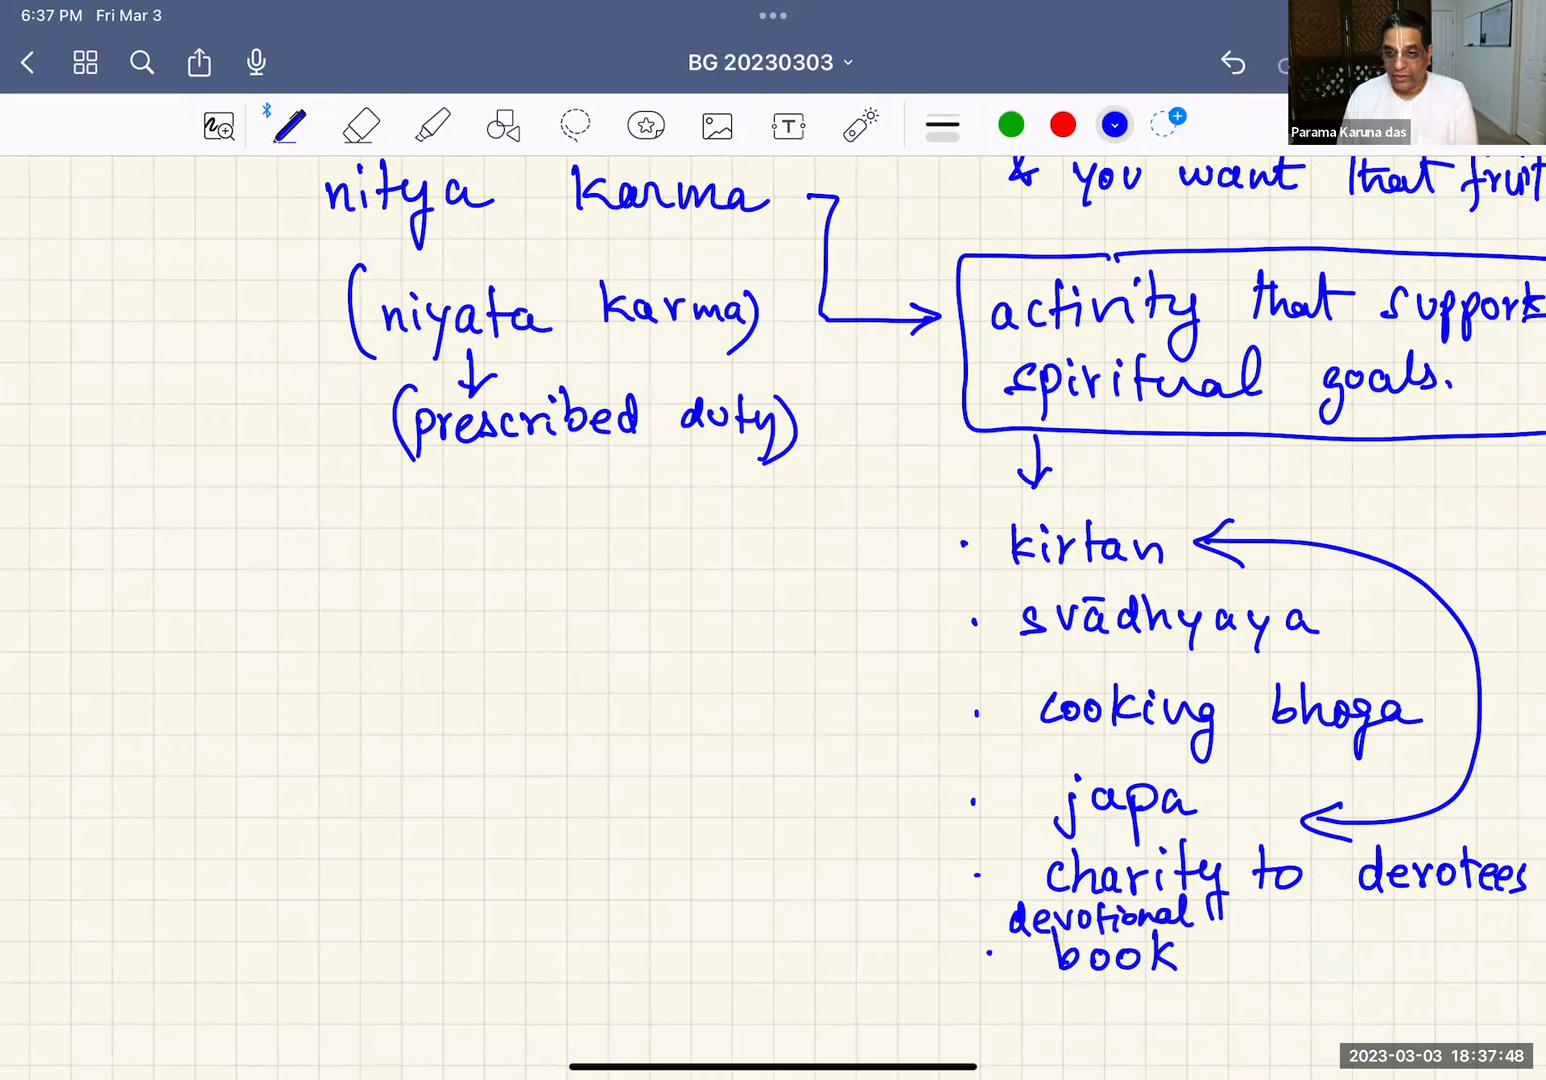 6:37 PM Fri Mar 3
BG 20230303
T
Parama Karuna das
& you want that fruit
nitya karma
(niyata karma)
(prescribed duty)
activity that supports
spiritual goals.
· kirtan
· svādhyaya
· cooking bhoga
· japa
· charity to devotees
devotional
· book
2023-03-03 18:37:48